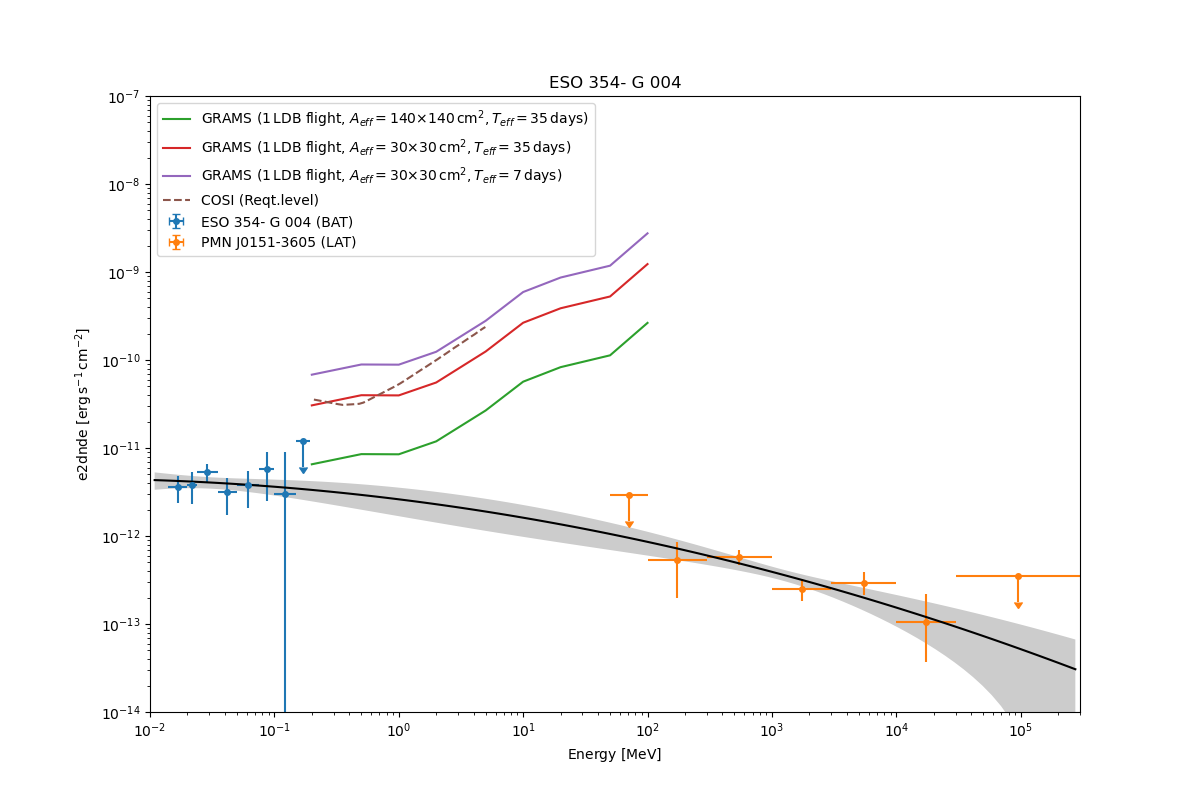 ESO 354- G 004
GRAMS (1 LDB flight, A_eff = 140×140 cm², T_eff = 35 days)
GRAMS (1 LDB flight, A_eff = 30×30 cm², T_eff = 35 days)
GRAMS (1 LDB flight, A_eff = 30×30 cm², T_eff = 7 days)
COSI (Reqt.level)
ESO 354- G 004 (BAT)
PMN J0151-3605 (LAT)
e2dnde [erg s⁻¹ cm⁻²]
10⁻⁷
10⁻⁸
10⁻⁹
10⁻¹⁰
10⁻¹¹
10⁻¹²
10⁻¹³
10⁻¹⁴
10⁻² 10⁻¹ 10⁰ 10¹ 10² 10³ 10⁴ 10⁵
Energy [MeV]